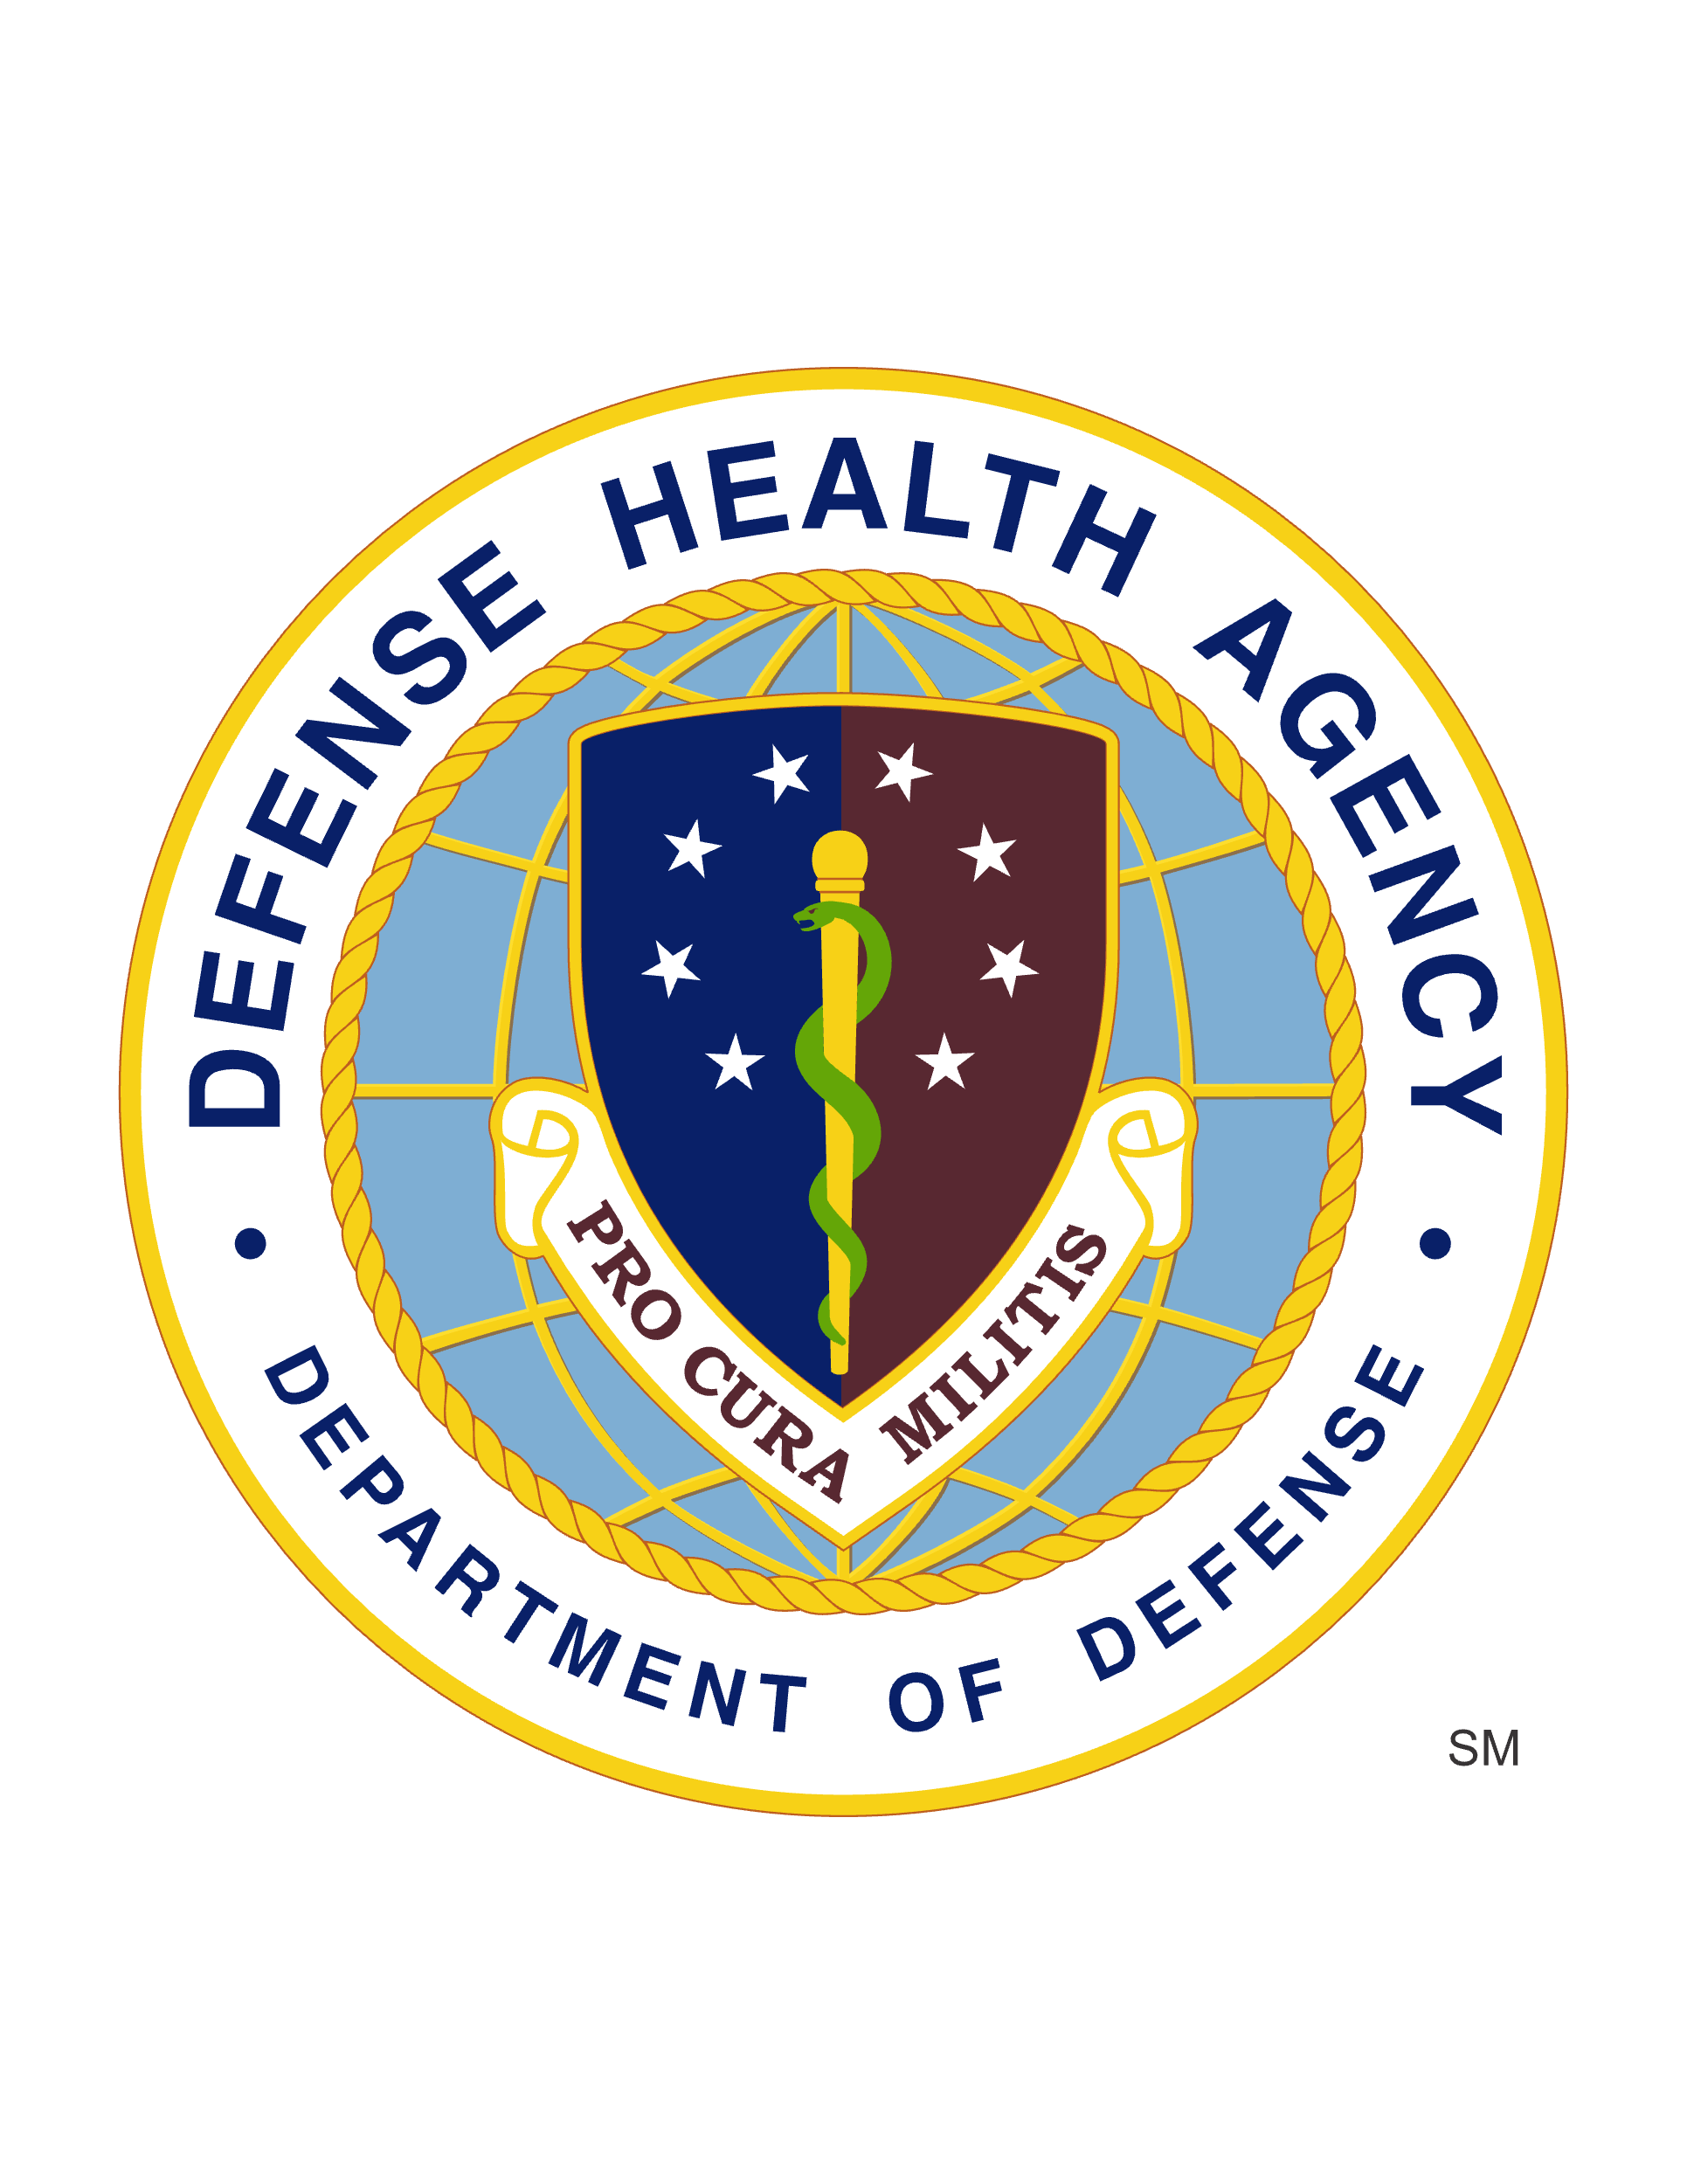 DEFENSE HEALTH AGENCY
PRO CURA MILITIS
• DEPARTMENT OF DEFENSE •
SM